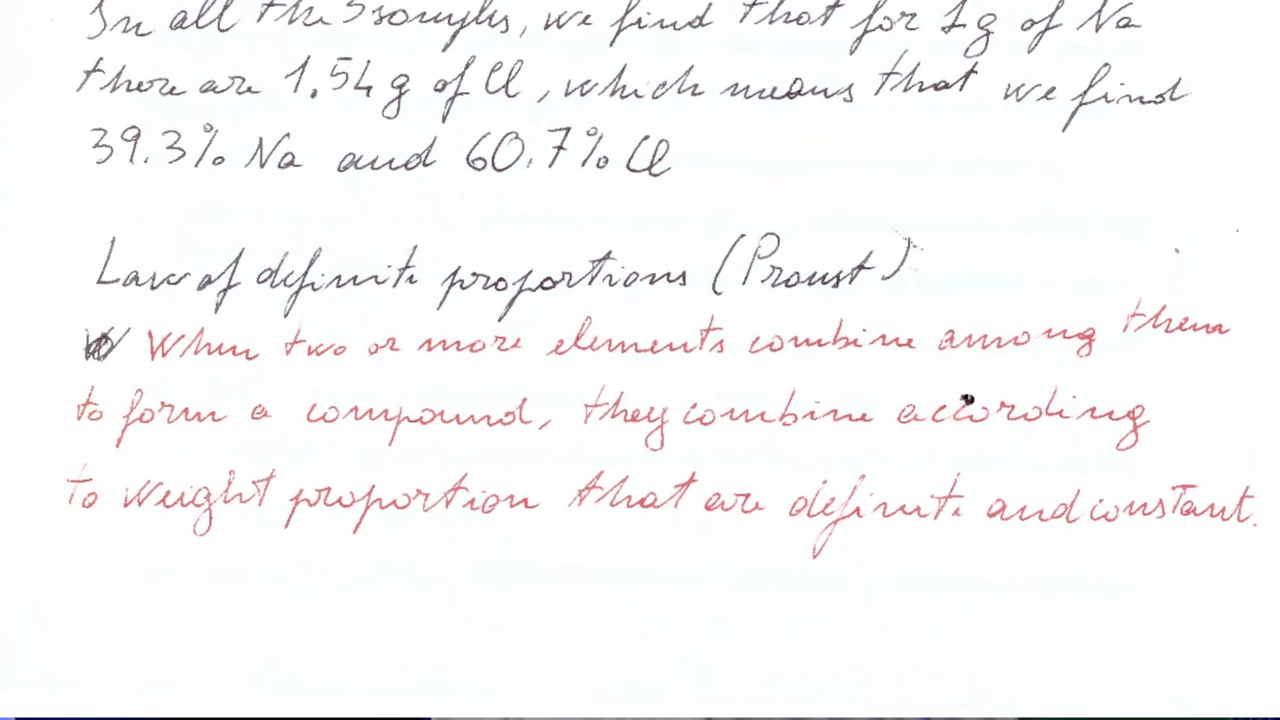 In all the 3 samples, we find that for 1g of Na
there are 1.54 g of Cl, which means that we find
39.3% Na and 60.7% Cl
Law of definite proportions (Proust)
When two or more elements combine among them
to form a compound, they combine according
to weight proportion that are definite and constant.